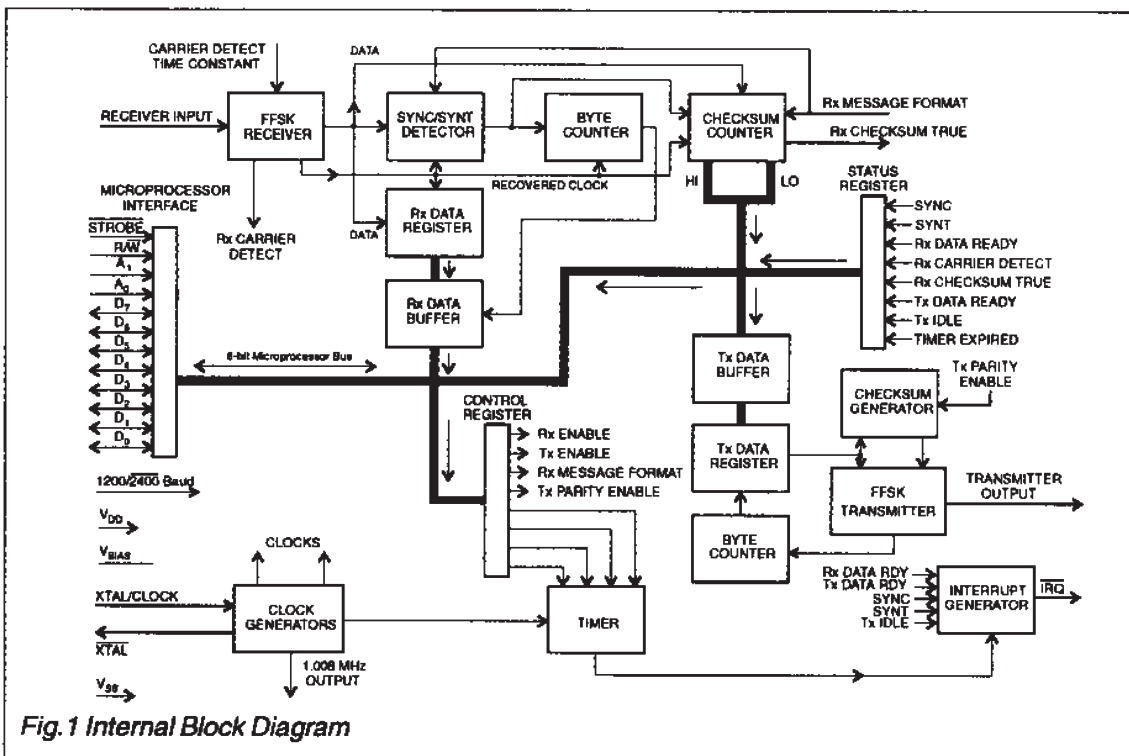 CARRIER DETECT
TIME CONSTANT
DATA
RECEIVER INPUT
FFSK
RECEIVER
SYNC/SYNT
DETECTOR
BYTE
COUNTER
CHECKSUM
COUNTER
Rx MESSAGE FORMAT
Rx CHECKSUM TRUE
RECOVERED CLOCK
HI
LO
MICROPROCESSOR
INTERFACE
Rx CARRIER
DETECT
DATA
Rx DATA
REGISTER
Rx DATA
BUFFER
STATUS
REGISTER
SYNC
SYNT
Rx DATA READY
Rx CARRIER DETECT
Rx CHECKSUM TRUE
Tx DATA READY
Tx IDLE
TIMER EXPIRED
STROBE
R/W
A1
A0
D7
D6
D5
D4
D3
D2
D1
D0
8-bit Microprocessor Bus
CONTROL
REGISTER
Rx ENABLE
Tx ENABLE
Rx MESSAGE FORMAT
Tx PARITY ENABLE
Tx DATA
BUFFER
Tx DATA
REGISTER
BYTE
COUNTER
Tx PARITY
ENABLE
CHECKSUM
GENERATOR
FFSK
TRANSMITTER
TRANSMITTER
OUTPUT
1200/2400 Baud
VDD
VBIAS
XTAL/CLOCK
XTAL
VSS
CLOCKS
CLOCK
GENERATORS
1.008 MHz
OUTPUT
TIMER
Rx DATA RDY
Tx DATA RDY
SYNC
SYNT
Tx IDLE
INTERRUPT
GENERATOR
IRQ
Fig.1 Internal Block Diagram